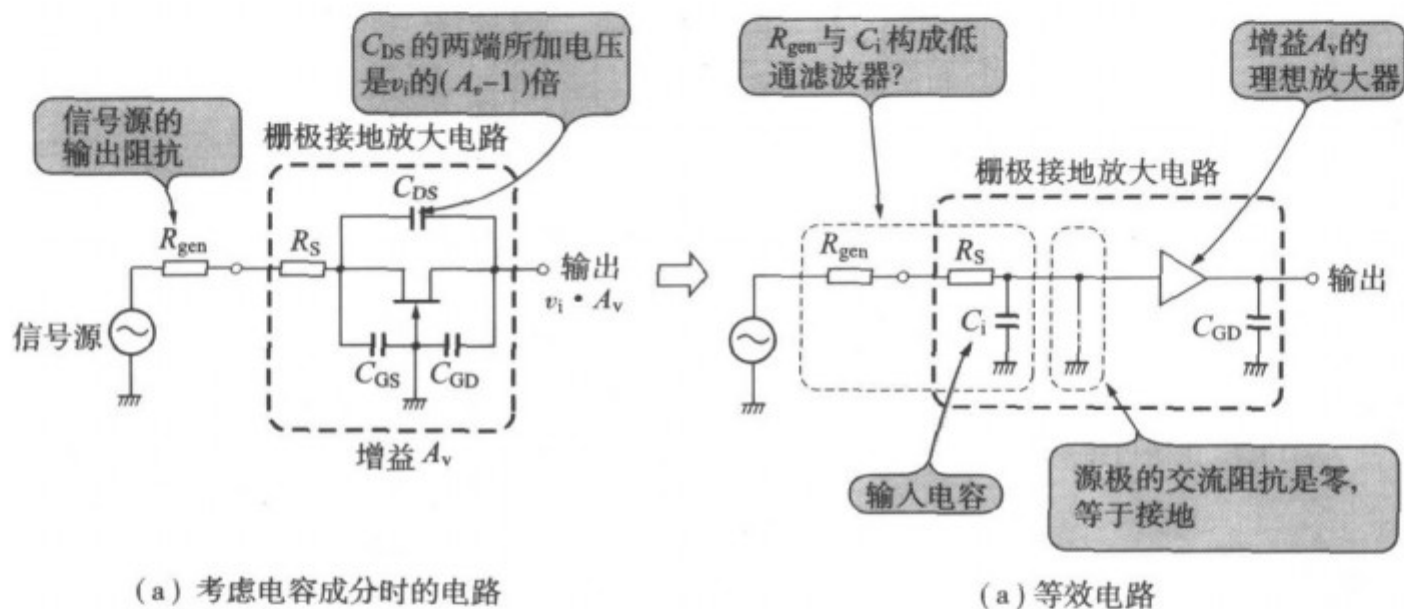 C_DS的两端所加电压
是v_i的(A_v-1)倍
信号源的
输出阻抗
栅极接地放大电路
C_DS
R_gen
R_S
输出
v_i · A_v
信号源
C_GS
C_GD
增益 A_v
(a) 考虑电容成分时的电路
R_gen与 C_i 构成低
通滤波器?
增益A_v的
理想放大器
栅极接地放大电路
R_gen
R_S
C_i
C_GD
输出
输入电容
源极的交流阻抗是零，
等于接地
(a) 等效电路